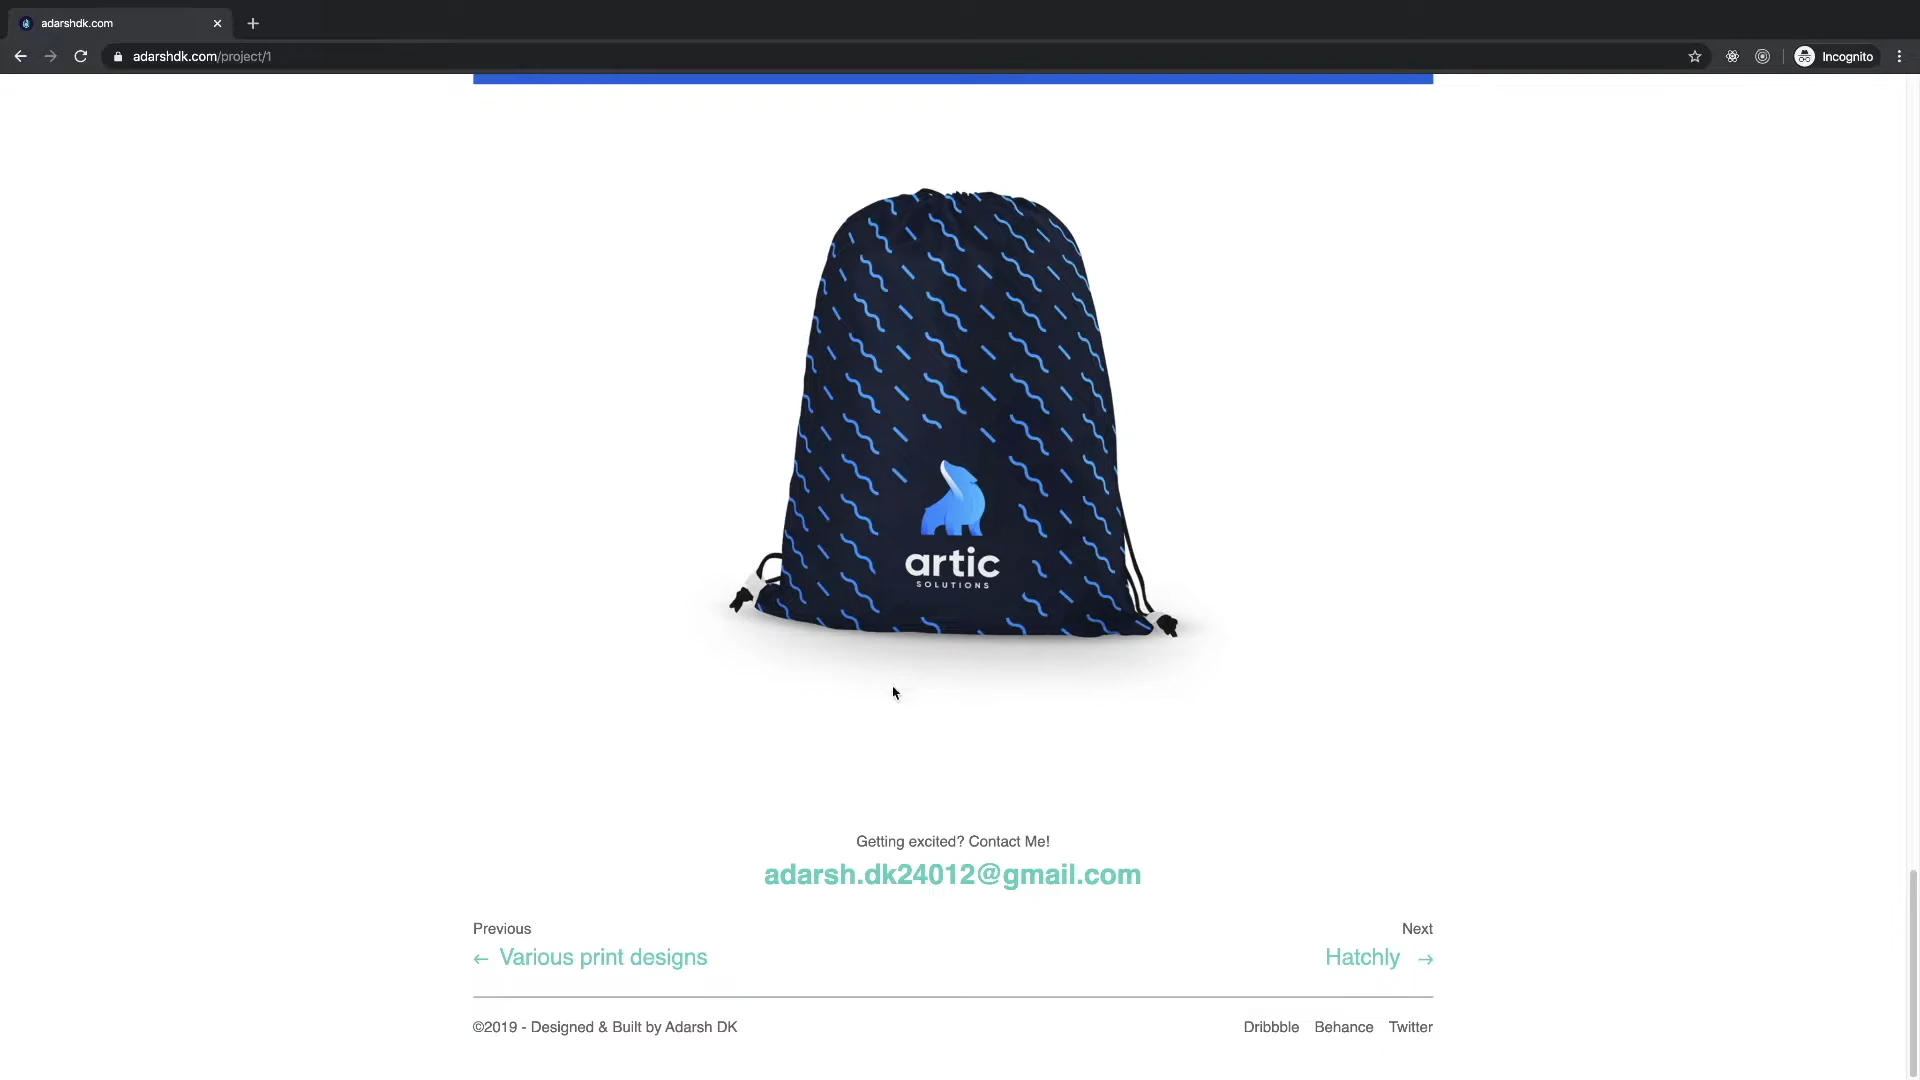 adarshdk.com
adarshdk.com/project/1
Incognito
artic
SOLUTIONS
Getting excited? Contact Me!
adarsh.dk24012@gmail.com
Previous
Next
← Various print designs
Hatchly →
©2019 - Designed & Built by Adarsh DK
Dribbble Behance Twitter